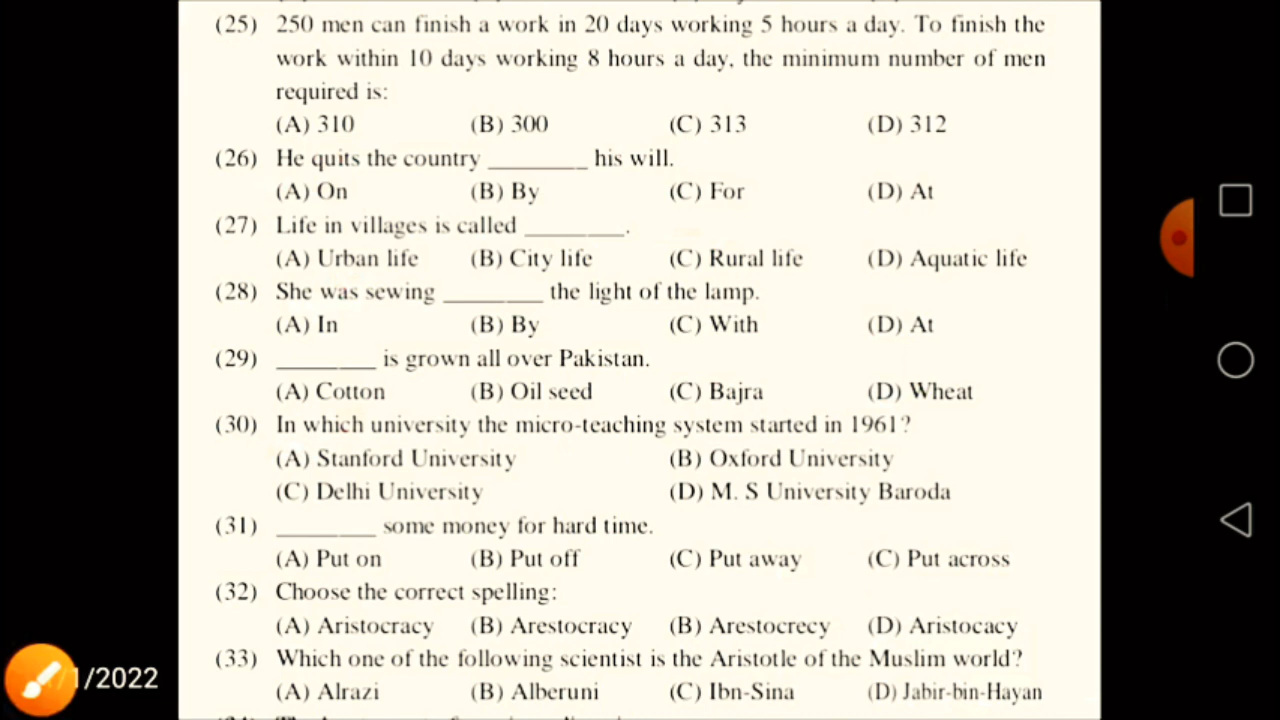 (25) 250 men can finish a work in 20 days working 5 hours a day. To finish the
work within 10 days working 8 hours a day, the minimum number of men
required is:
(A) 310 (B) 300 (C) 313 (D) 312
(26) He quits the country ________ his will.
(A) On (B) By (C) For (D) At
(27) Life in villages is called ________.
(A) Urban life (B) City life (C) Rural life (D) Aquatic life
(28) She was sewing ________ the light of the lamp.
(A) In (B) By (C) With (D) At
(29) ________ is grown all over Pakistan.
(A) Cotton (B) Oil seed (C) Bajra (D) Wheat
(30) In which university the micro-teaching system started in 1961?
(A) Stanford University (B) Oxford University
(C) Delhi University (D) M. S University Baroda
(31) ________ some money for hard time.
(A) Put on (B) Put off (C) Put away (C) Put across
(32) Choose the correct spelling:
(A) Aristocracy (B) Arestocracy (B) Arestocrecy (D) Aristocacy
(33) Which one of the following scientist is the Aristotle of the Muslim world?
(A) Alrazi (B) Alberuni (C) Ibn-Sina (D) Jabir-bin-Hayan
1/2022